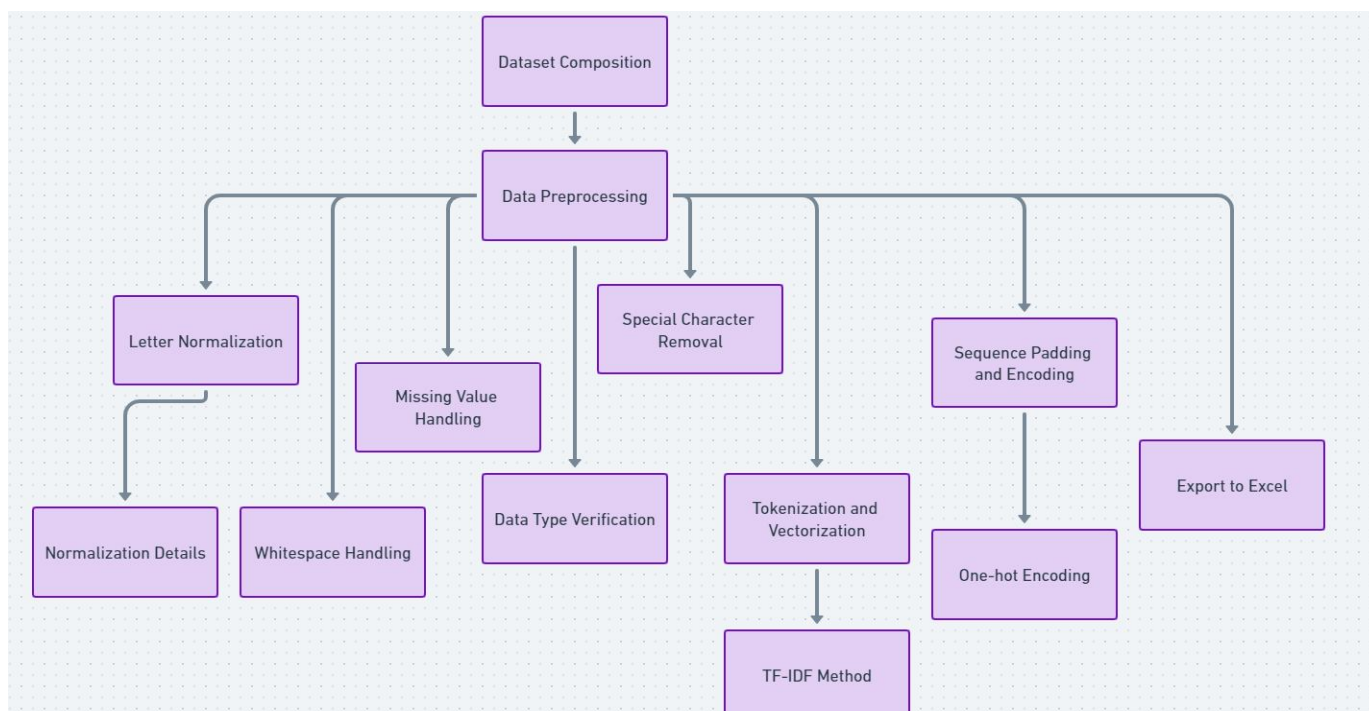 Dataset Composition
Data Preprocessing
Letter Normalization
Special Character
Removal
Sequence Padding
and Encoding
Missing Value
Handling
Export to Excel
Normalization Details
Whitespace Handling
Data Type Verification
Tokenization and
Vectorization
One-hot Encoding
TF-IDF Method